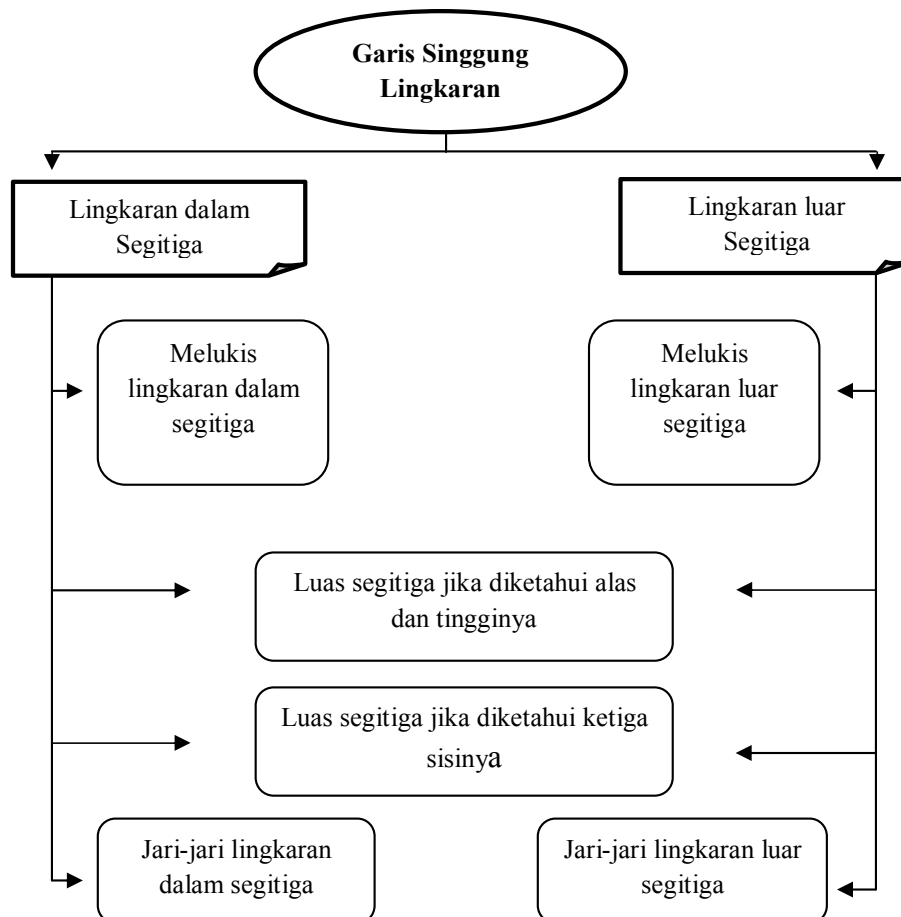 Garis Singgung
Lingkaran
Lingkaran dalam
Segitiga
Lingkaran luar
Segitiga
Melukis
lingkaran dalam
segitiga
Melukis
lingkaran luar
segitiga
Luas segitiga jika diketahui alas
dan tingginya
Luas segitiga jika diketahui ketiga
sisinya
Jari-jari lingkaran
dalam segitiga
Jari-jari lingkaran luar
segitiga